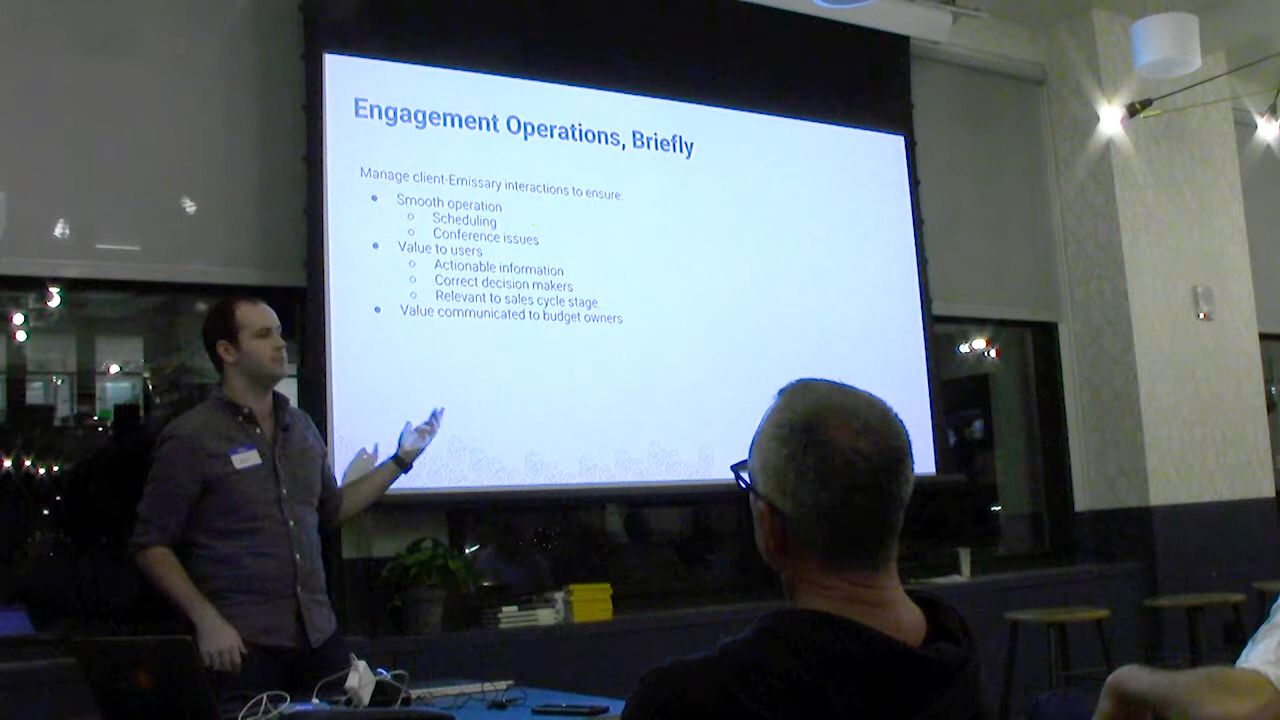 Engagement Operations, Briefly
Manage client-Emissary interactions to ensure:
Smooth operation
Scheduling
Conference issues
Value to users
Actionable information
Correct decision makers
Relevant to sales cycle stage
Value communicated to budget owners